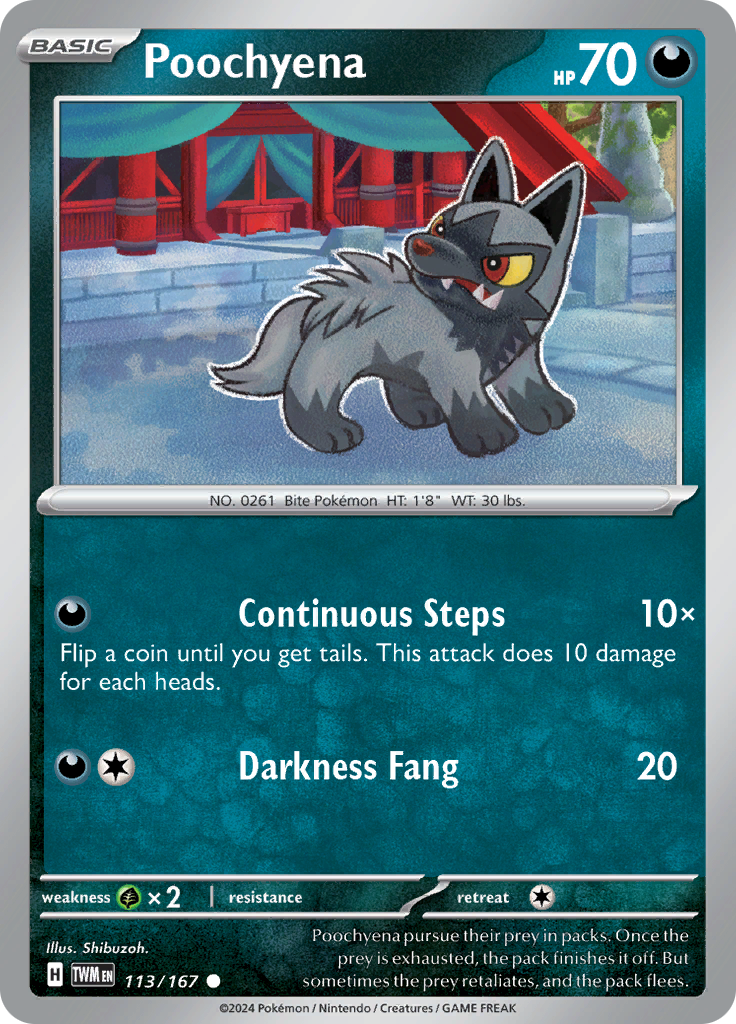 BASIC
Poochyena
HP 70
NO. 0261 Bite Pokémon HT: 1'8" WT: 30 lbs.
Continuous Steps 10×
Flip a coin until you get tails. This attack does 10 damage
for each heads.
Darkness Fang 20
weakness ×2 resistance retreat
Illus. Shibuzoh.
Poochyena pursue their prey in packs. Once the
prey is exhausted, the pack finishes it off. But
sometimes the prey retaliates, and the pack flees.
H TWM EN 113/167
©2024 Pokémon / Nintendo / Creatures / GAME FREAK